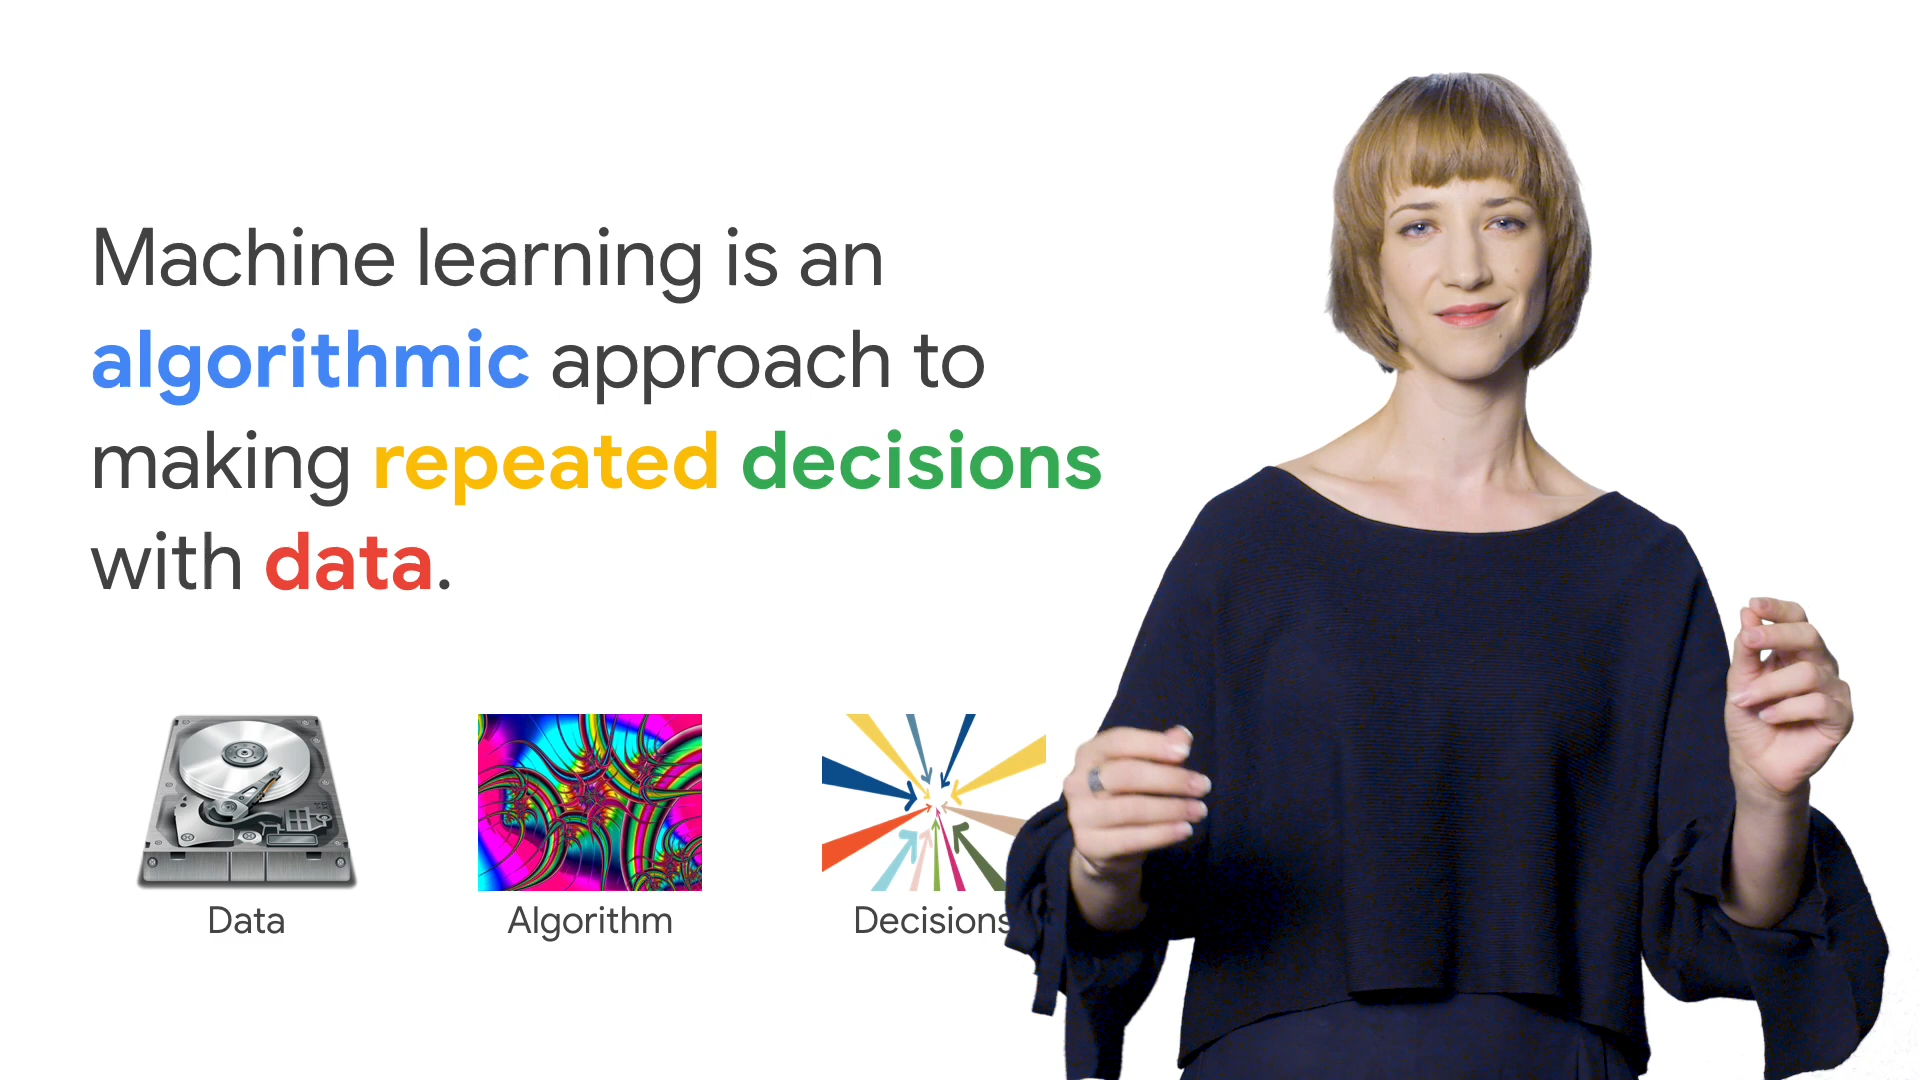 Machine learning is an
algorithmic approach to
making repeated decisions
with data.
Data
Algorithm
Decisions